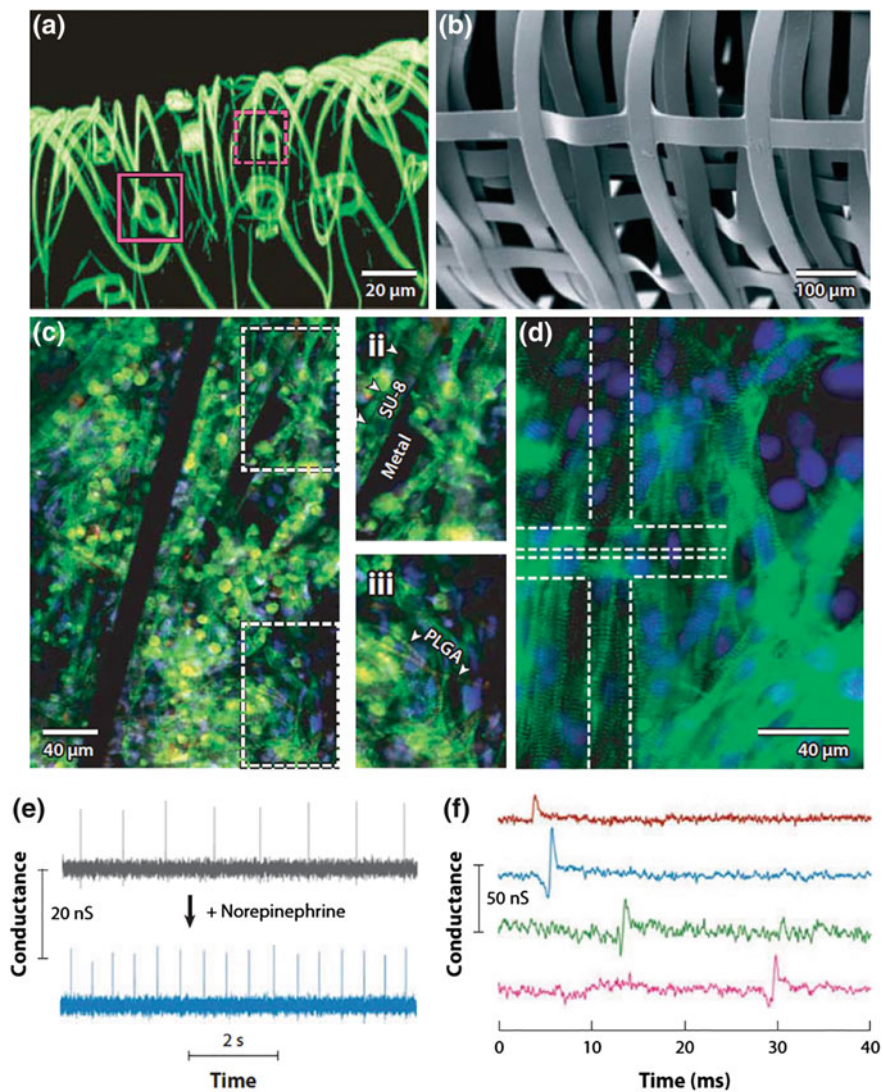 (a)
20 µm
(b)
100 µm
(c)
40 µm
ii
SU-8
Metal
iii
PLGA
(d)
40 µm
(e)
Conductance
20 nS
+ Norepinephrine
2 s
Time
(f)
Conductance
50 nS
0 10 20 30 40
Time (ms)